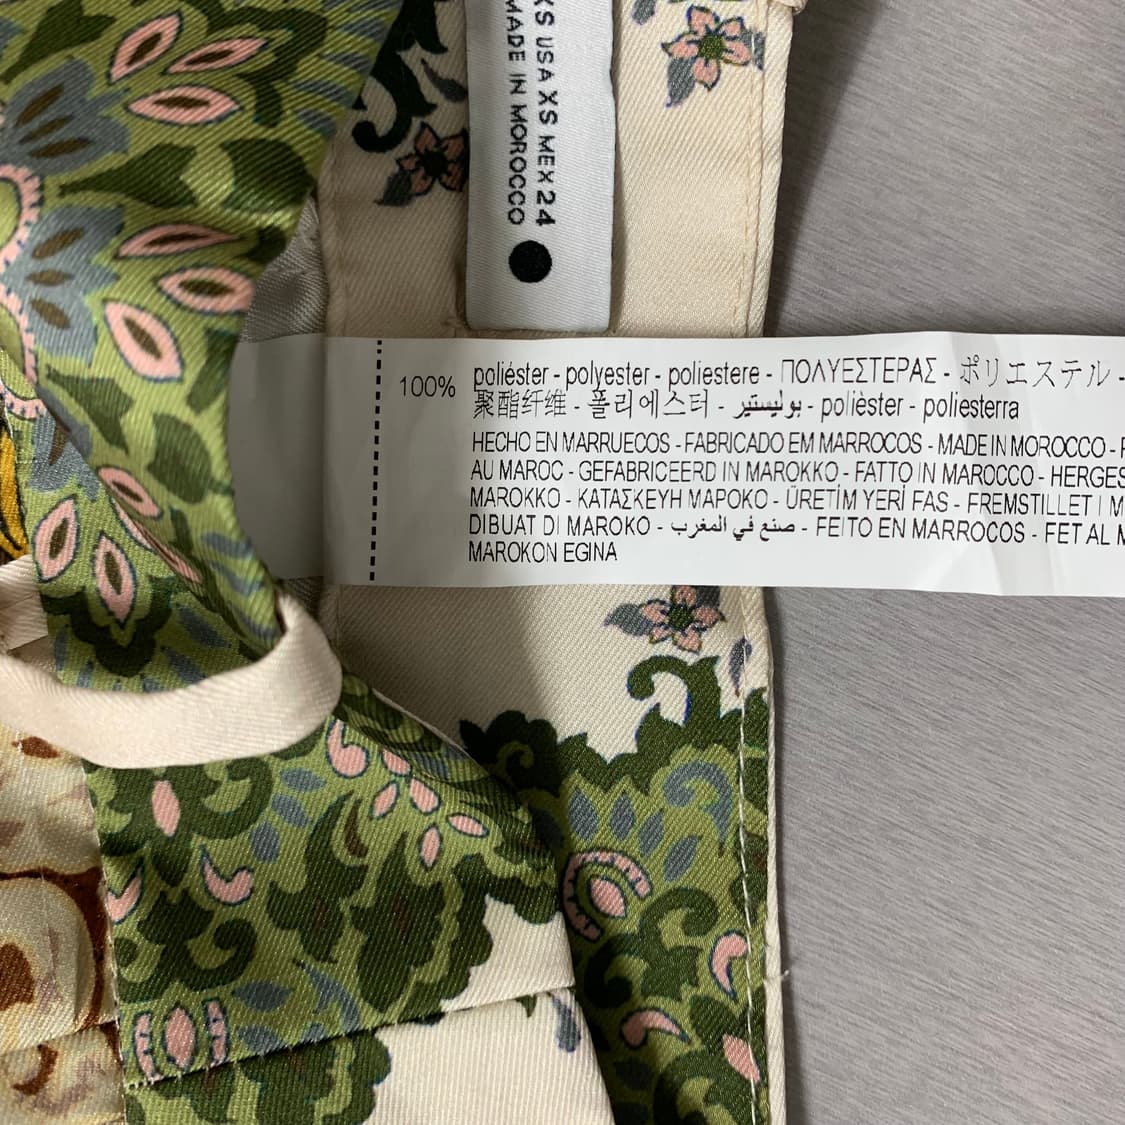 XS USA XS MEX 24
MADE IN MOROCCO
100% poliéster - polyester - poliestere - ΠΟΛΥΕΣΤΕΡΑΣ - ポリエステル -
聚酯纤维 - 폴리에스터 - بوليستير - polièster - poliesterra
HECHO EN MARRUECOS - FABRICADO EM MARROCOS - MADE IN MOROCCO -
AU MAROC - GEFABRICEERD IN MAROKKO - FATTO IN MAROCCO -
MAROKKO - ΚΑΤΑΣΚΕΥΗ ΜΑΡΟΚΟ - ÜRETİM YERİ FAS - FREMSTILLET I
DIBUAT DI MAROKO - صنع في المغرب - FEITO EN MARROCOS - FET AL
MAROKON EGINA